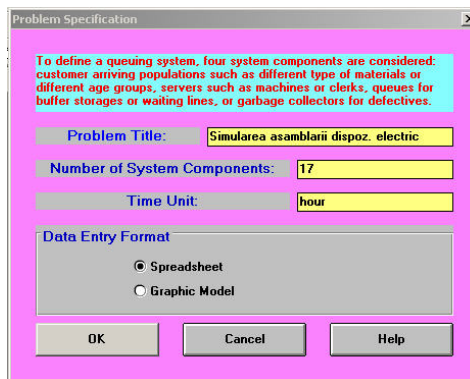 Problem Specification
To define a queuing system, four system components are considered:
customer arriving populations such as different type of materials or
different age groups, servers such as machines or clerks, queues for
buffer storages or waiting lines, or garbage collectors for defectives.
Problem Title: Simularea asamblarii dispoz. electric
Number of System Components: 17
Time Unit: hour
Data Entry Format
Spreadsheet
Graphic Model
OK Cancel Help